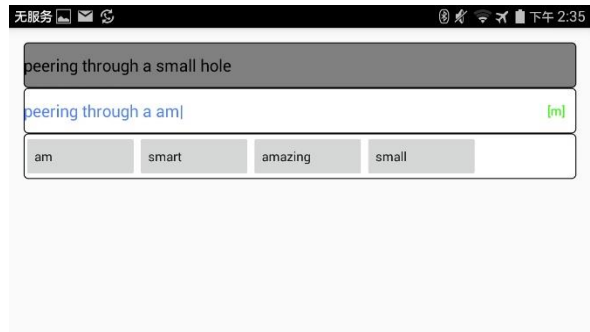 无服务 下午 2:35
peering through a small hole
peering through a am [m]
am smart amazing small